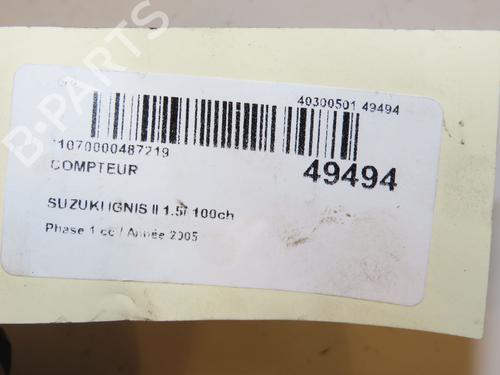 B-PARTS
40300501 49494
1070000487219
COMPTEUR
49494
SUZUKI IGNIS II 1.5i 100ch
Phase 1 cc / Année 2005